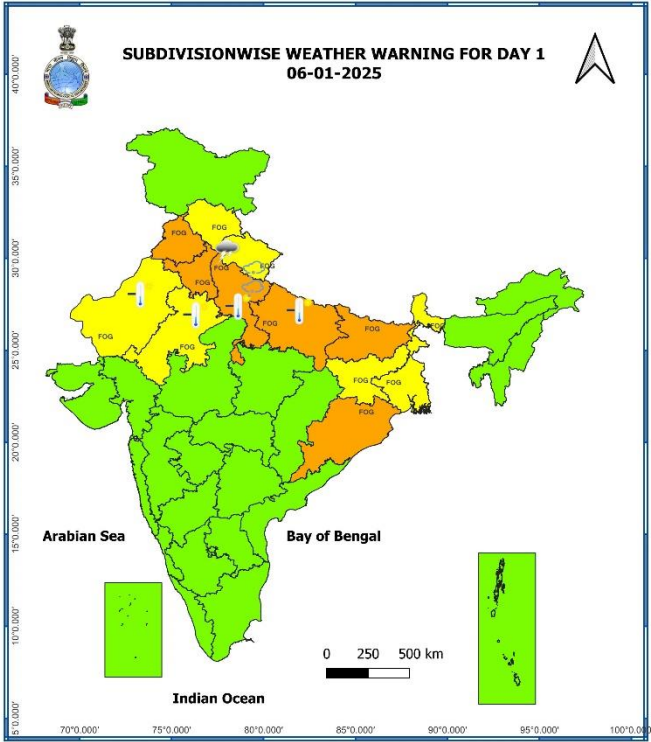 SUBDIVISIONWISE WEATHER WARNING FOR DAY 1
06-01-2025
40°0.000'
35°0.000'
30°0.000'
25°0.000'
20°0.000'
15°0.000'
10°0.000'
5°0.000'
FOG
FOG
FOG
FOG
FOG
FOG
FOG
FOG
FOG
FOG
FOG
FOG
FOG
Arabian Sea
Bay of Bengal
0 250 500 km
Indian Ocean
70°0.000' 75°0.000' 80°0.000' 85°0.000' 90°0.000' 95°0.000' 100°0.000'